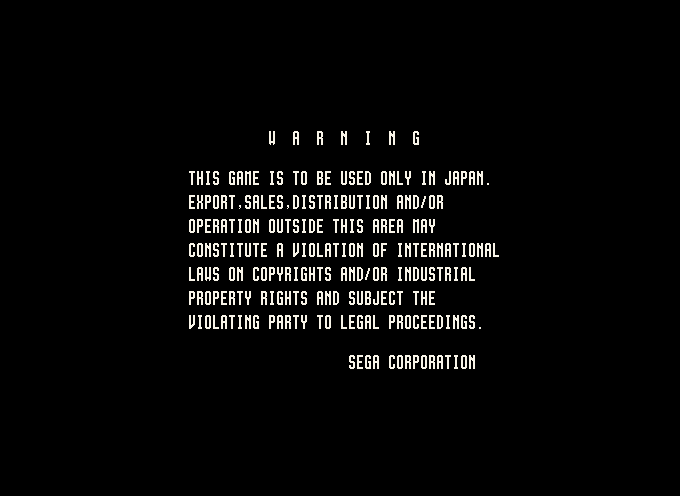 W A R N I N G
THIS GAME IS TO BE USED ONLY IN JAPAN.
EXPORT,SALES,DISTRIBUTION AND/OR
OPERATION OUTSIDE THIS AREA MAY
CONSTITUTE A VIOLATION OF INTERNATIONAL
LAWS ON COPYRIGHTS AND/OR INDUSTRIAL
PROPERTY RIGHTS AND SUBJECT THE
VIOLATING PARTY TO LEGAL PROCEEDINGS.
SEGA CORPORATION